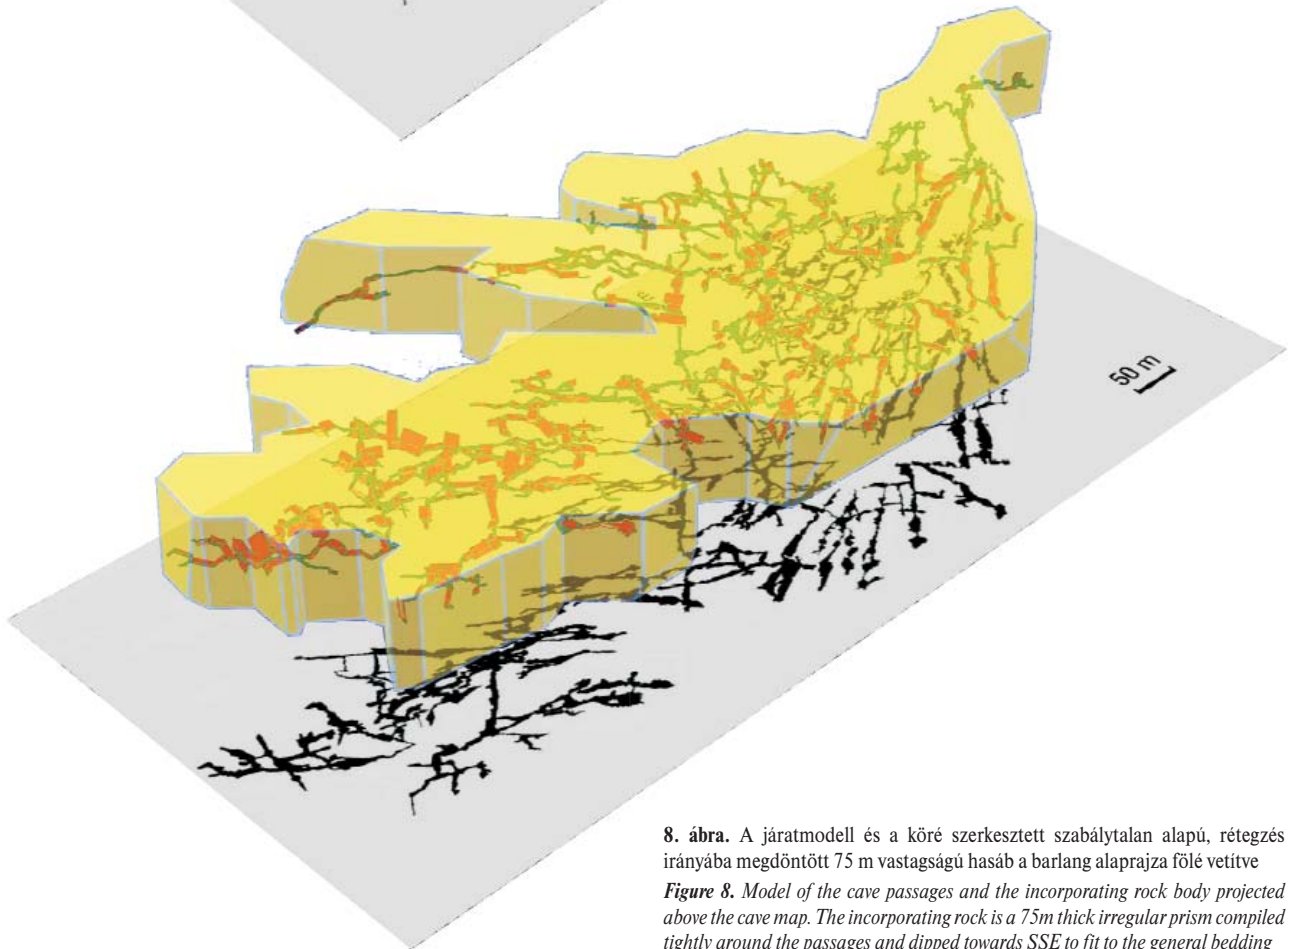 50 m
8. ábra. A járatmodell és a köré szerkesztett szabálytalan alapú, rétegzés
irányába megdöntött 75 m vastagságú hasáb a barlang alaprajza fölé vetítve
Figure 8. Model of the cave passages and the incorporating rock body projected
above the cave map. The incorporating rock is a 75m thick irregular prism compiled
tightly around the passages and dipped towards SSE to fit to the general bedding